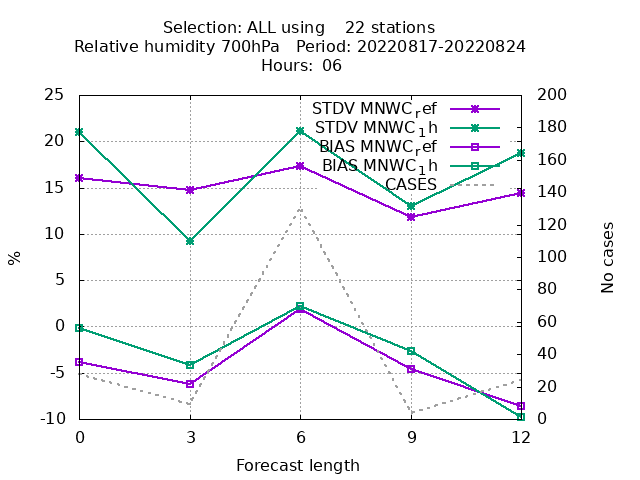 Selection: ALL using    22 stations
Relative humidity 700hPa   Period: 20220817-20220824
Hours: 06
STDV MNWC_ref
STDV MNWC_1h
BIAS MNWC_ref
BIAS MNWC_1h
CASES
25
20
15
10
5
0
-5
-10
%
200
180
160
140
120
100
80
60
40
20
0
No cases
0 3 6 9 12
Forecast length